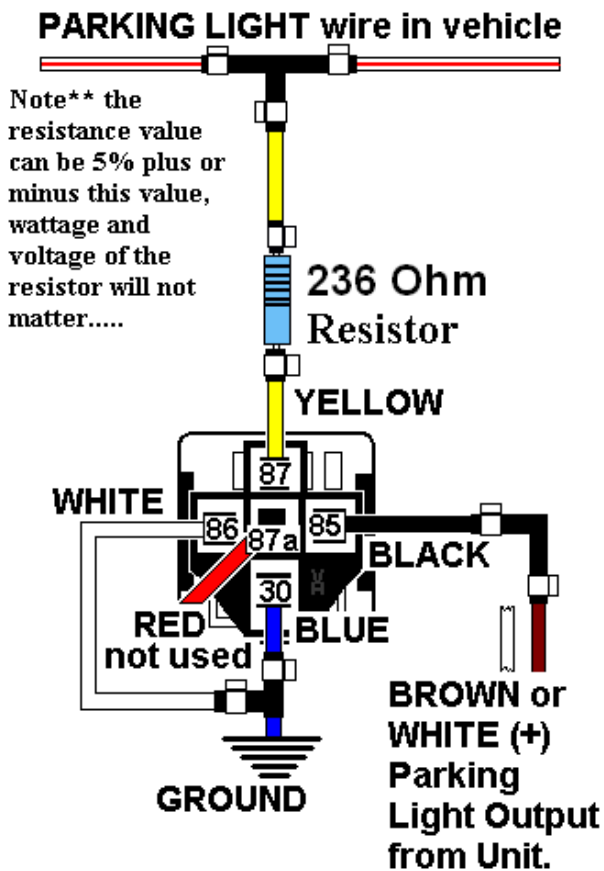 PARKING LIGHT wire in vehicle
Note** the
resistance value
can be 5% plus or
minus this value,
wattage and
voltage of the
resistor will not
matter.....
236 Ohm
Resistor
YELLOW
87
WHITE
86
87a
85
BLACK
30
RED
not used
BLUE
GROUND
BROWN or
WHITE (+)
Parking
Light Output
from Unit.